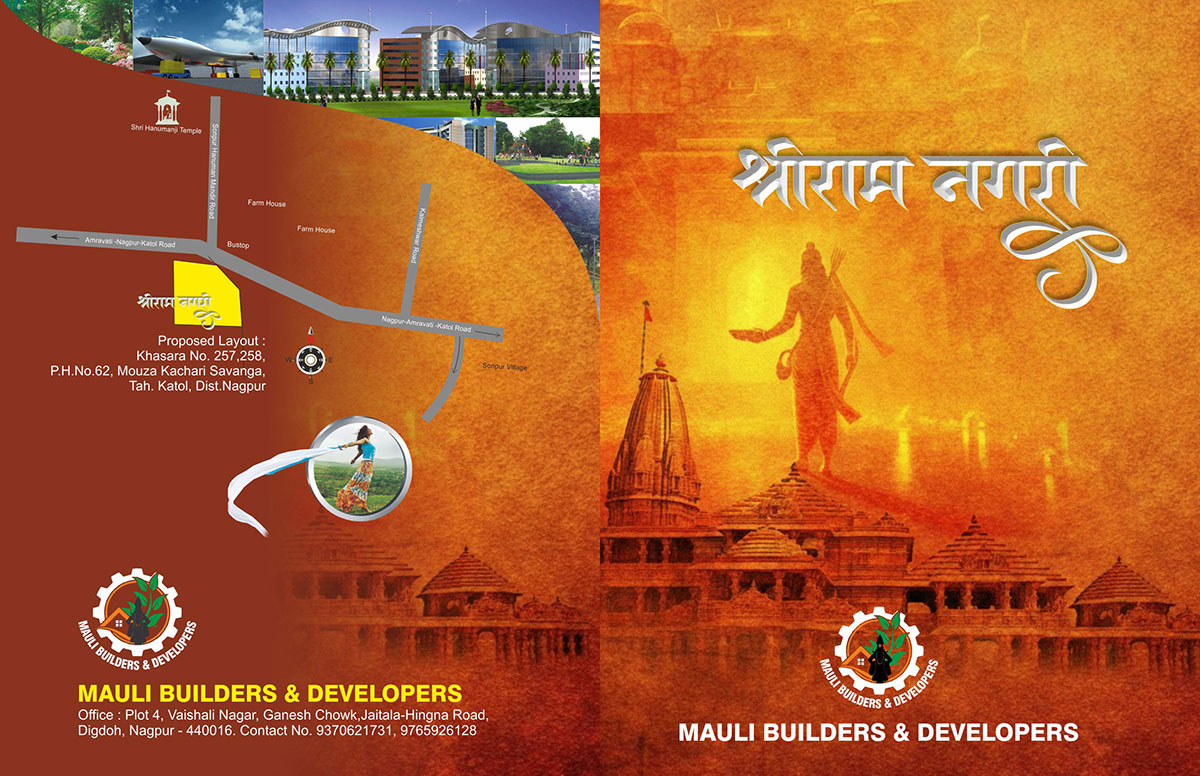 Shri Hanumanji Temple
Sonpur Hanuman Mandir Road
Farm House
Farm House
Kalmeshwar Road
Amravati -Nagpur-Katol Road
Bustop
श्रीराम नगरी
Nagpur-Amravati -Katol Road
Sonpur Village
W E
S
Proposed Layout :
Khasara No. 257,258,
P.H.No.62, Mouza Kachari Savanga,
Tah. Katol, Dist.Nagpur
MAULI BUILDERS & DEVELOPERS
MAULI BUILDERS & DEVELOPERS
Office : Plot 4, Vaishali Nagar, Ganesh Chowk,Jaitala-Hingna Road,
Digdoh, Nagpur - 440016. Contact No. 9370621731, 9765926128
श्रीराम नगरी
MAULI BUILDERS & DEVELOPERS
MAULI BUILDERS & DEVELOPERS